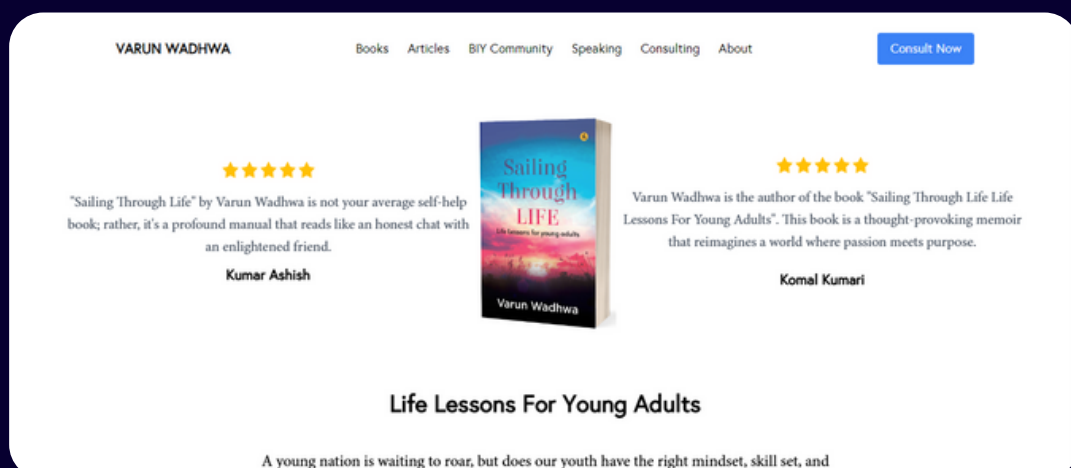 VARUN WADHWA
Books Articles BIY Community Speaking Consulting About
Consult Now
"Sailing Through Life" by Varun Wadhwa is not your average self-help
book; rather, it's a profound manual that reads like an honest chat with
an enlightened friend.
Kumar Ashish
Sailing
Through
LIFE
Life lessons for young adults
Varun Wadhwa
Varun Wadhwa is the author of the book "Sailing Through Life Life
Lessons For Young Adults". This book is a thought-provoking memoir
that reimagines a world where passion meets purpose.
Komal Kumari
Life Lessons For Young Adults
A young nation is waiting to roar, but does our youth have the right mindset, skill set, and